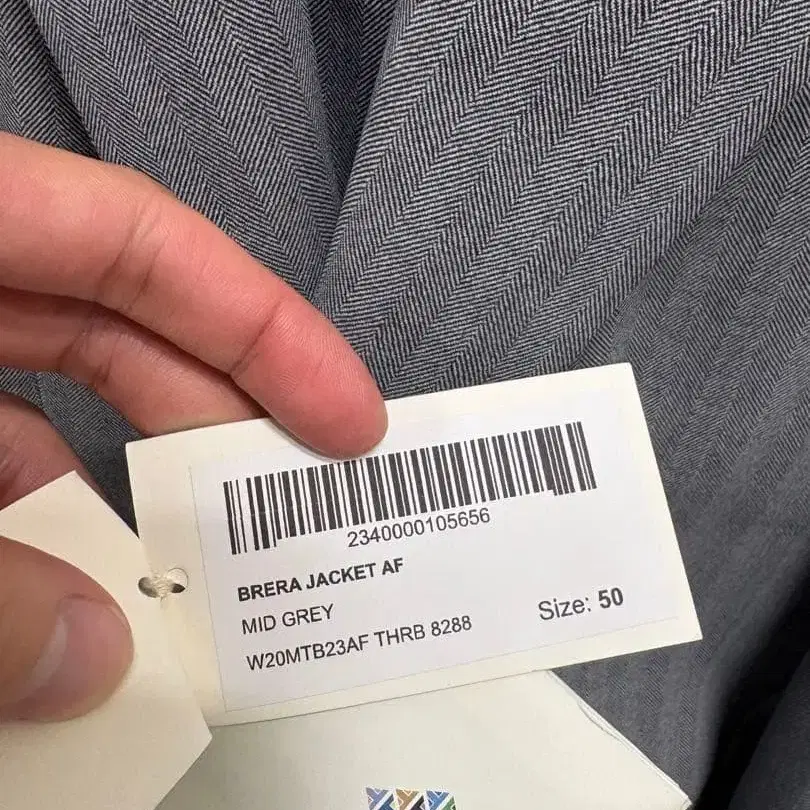 2340000105656
BRERA JACKET AF
MID GREY
W20MTB23AF THRB 8288
Size: 50